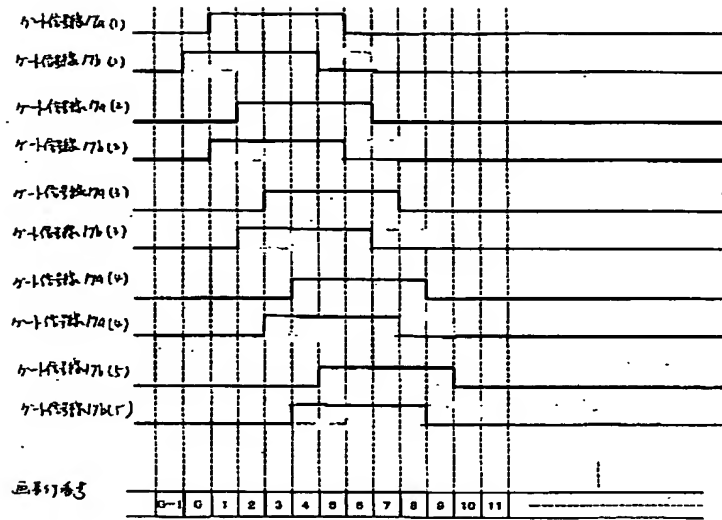 ゲート信号線17a(1)
ゲート信号線17b(1)
ゲート信号線17a(2)
ゲート信号線17b(2)
ゲート信号線17a(3)
ゲート信号線17b(3)
ゲート信号線17a(4)
ゲート信号線17a(4)
ゲート信号線17b(5)
ゲート信号線17b(5)
画素行番号 G-1 G 1 2 3 4 5 6 7 8 9 10 11